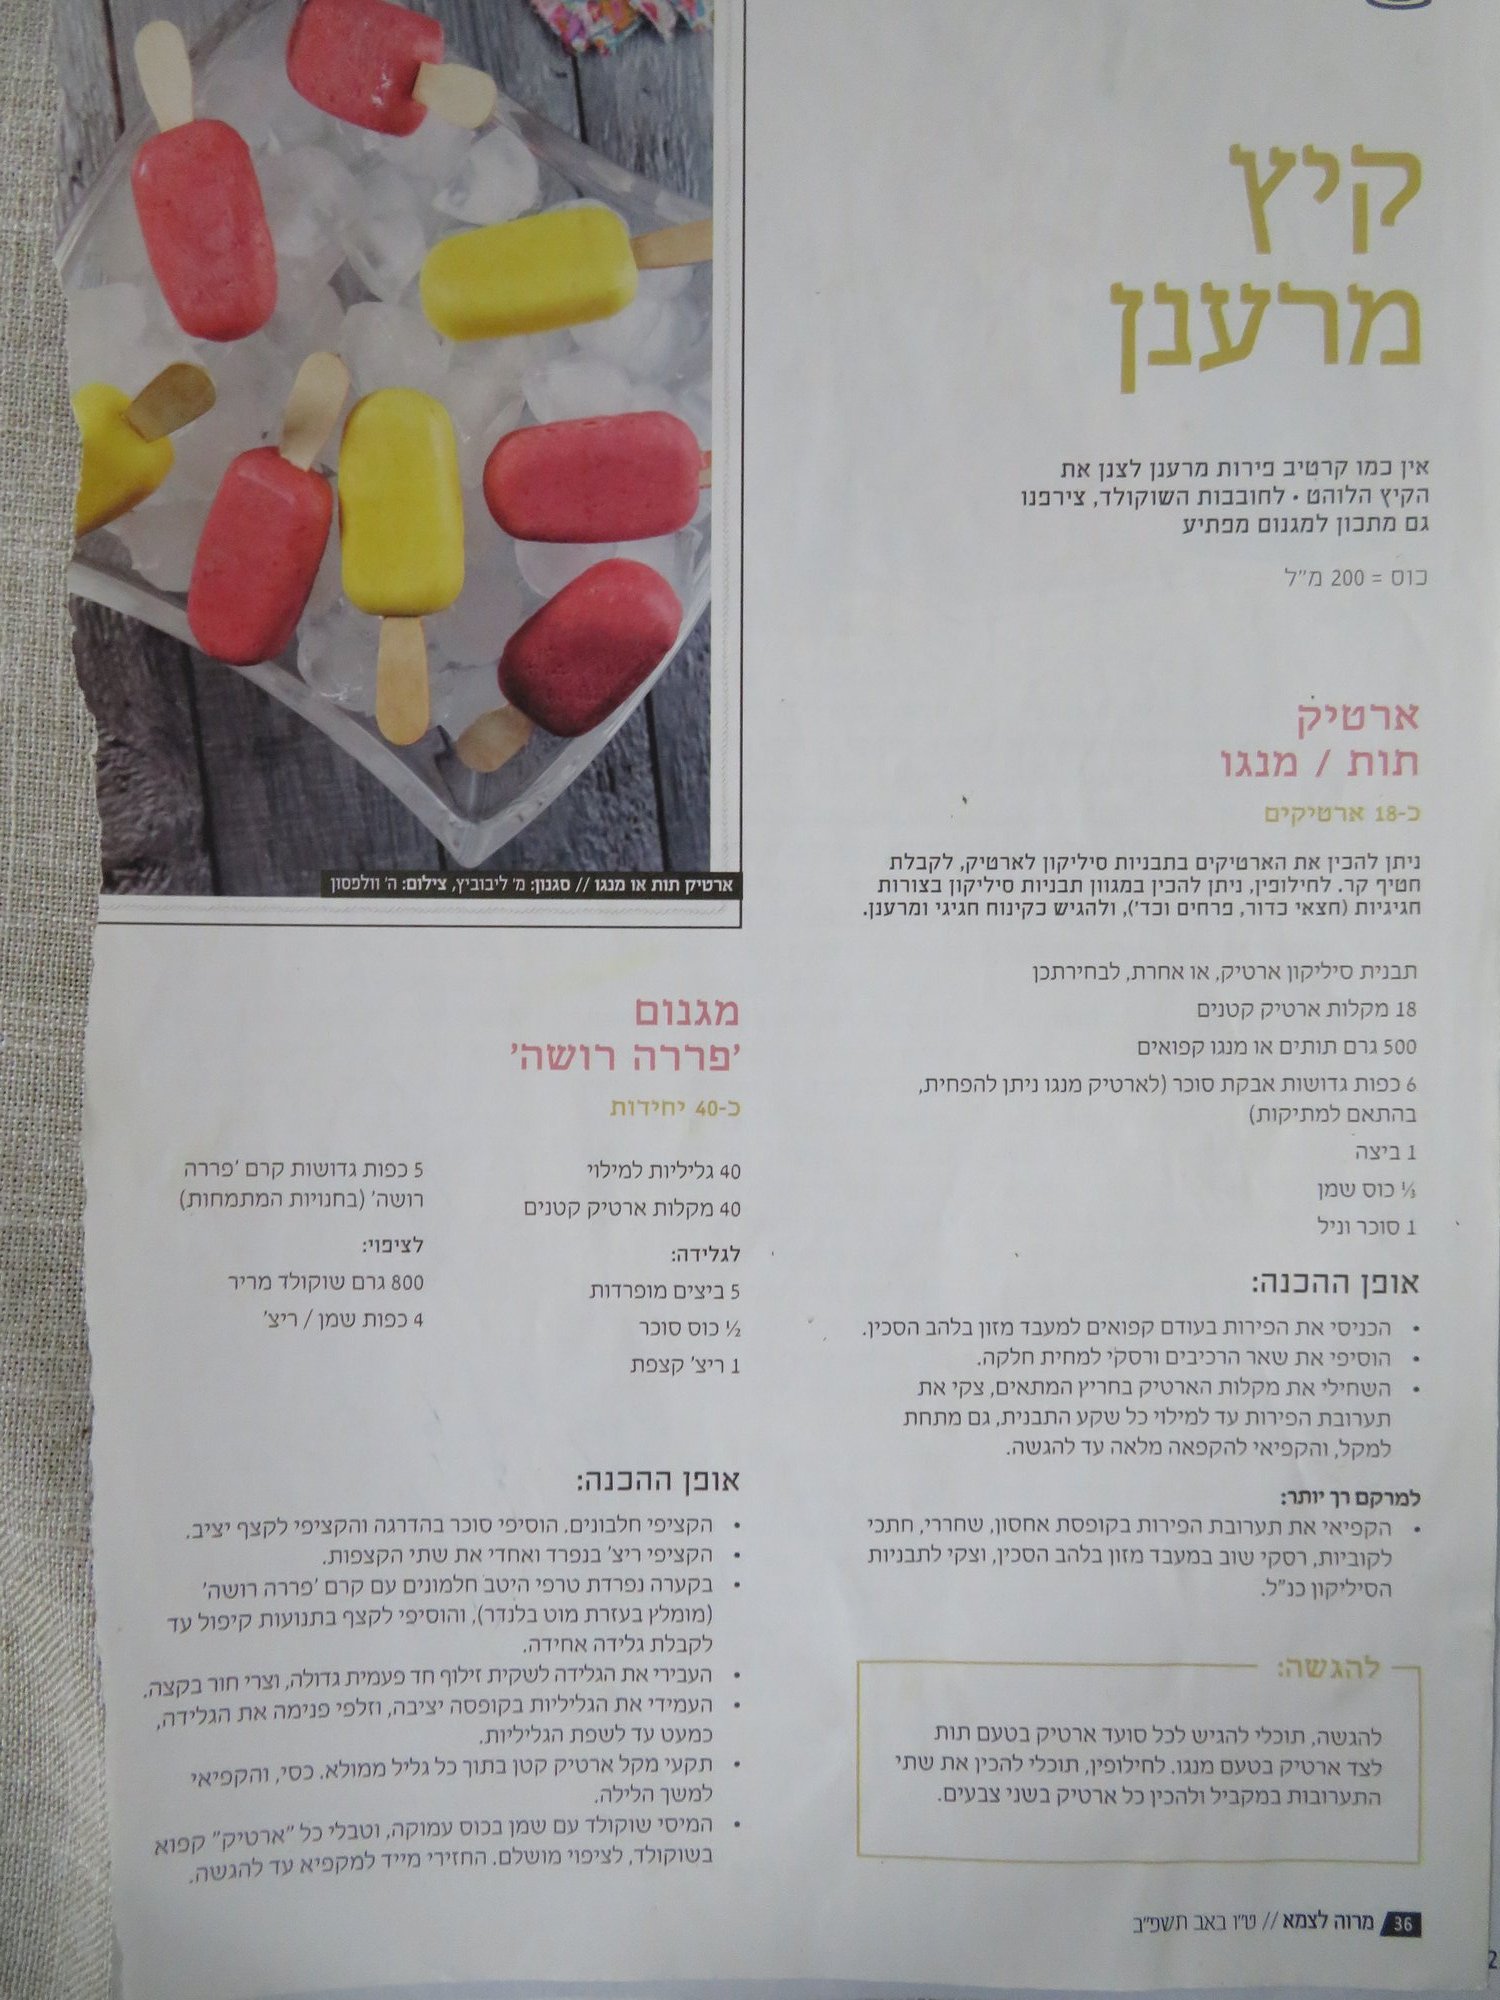 קיץ
מרענן
אין כמו קרטיב פירות מרענן לצנן את
הקיץ הלוהט • לחובבות השוקולד, צירפנו
גם מתכון למגנום מפתיע
כוס = 200 מ"ל
ארטיק
תות / מנגו
כ-18 ארטיקים
ניתן להכין את הארטיקים בתבניות סיליקון לארטיק, לקבלת
חטיף קר. לחילופין, ניתן להכין במגוון תבניות סיליקון בצורות
חגיגיות (חצאי כדור, פרחים וכד'), ולהגיש כקינוח חגיגי ומרענן.
תבנית סיליקון ארטיק, או אחרת, לבחירתכן
18 מקלות ארטיק קטנים
500 גרם תותים או מנגו קפואים
6 כפות גדושות אבקת סוכר (לארטיק מנגו ניתן להפחית,
בהתאם למתיקות)
1 ביצה
⅓ כוס שמן
1 סוכר וניל
אופן ההכנה:
• הכניסי את הפירות בעודם קפואים למעבד מזון בלהב הסכין.
• הוסיפי את שאר הרכיבים ורסקי למחית חלקה.
• השחילי את מקלות הארטיק בחריץ המתאים, צקי את
תערובת הפירות עד למילוי כל שקע התבנית, גם מתחת
למקל, והקפיאי להקפאה מלאה עד להגשה.
למרקם רך יותר:
• הקפיאי את תערובת הפירות בקופסת אחסון, שחררי, חתכי
לקוביות, רסקי שוב במעבד מזון בלהב הסכין, וצקי לתבניות
הסיליקון כנ"ל.
להגשה:
להגשה, תוכלי להגיש לכל סועד ארטיק בטעם תות
לצד ארטיק בטעם מנגו. לחילופין, תוכלי להכין את שתי
התערובות במקביל ולהכין כל ארטיק בשני צבעים.
36 מרוה לצמא // ט"ו באב תשפ"ב
ארטיק תות או מנגו // סגנון: מ' ליבוביץ, צילום: ה' וולפסון
מגנום
'פררה רושה'
כ-40 יחידות
40 גליליות למילוי
40 מקלות ארטיק קטנים
לגלידה:
5 ביצים מופרדות
½ כוס סוכר
1 ריצ' קצפת
5 כפות גדושות קרם 'פררה
רושה' (בחנויות המתמחות)
לציפוי:
800 גרם שוקולד מריר
4 כפות שמן / ריצ'
אופן ההכנה:
• הקציפי חלבונים. הוסיפי סוכר בהדרגה והקציפי לקצף יציב.
• הקציפי ריצ' בנפרד ואחדי את שתי הקצפות.
• בקערה נפרדת טרפי היטב חלמונים עם קרם 'פררה רושה'
(מומלץ בעזרת מוט בלנדר), והוסיפי לקצף בתנועות קיפול עד
לקבלת גלידה אחידה.
• העבירי את הגלידה לשקית זילוף חד פעמית גדולה, וצרי חור בקצה.
• העמידי את הגליליות בקופסה יציבה, וזלפי פנימה את הגלידה,
כמעט עד לשפת הגליליות.
• תקעי מקל ארטיק קטן בתוך כל גליל ממולא. כסי, והקפיאי
למשך הלילה.
• המיסי שוקולד עם שמן בכוס עמוקה, וטבלי כל "ארטיק" קפוא
בשוקולד, לציפוי מושלם. החזירי מייד למקפיא עד להגשה.
2